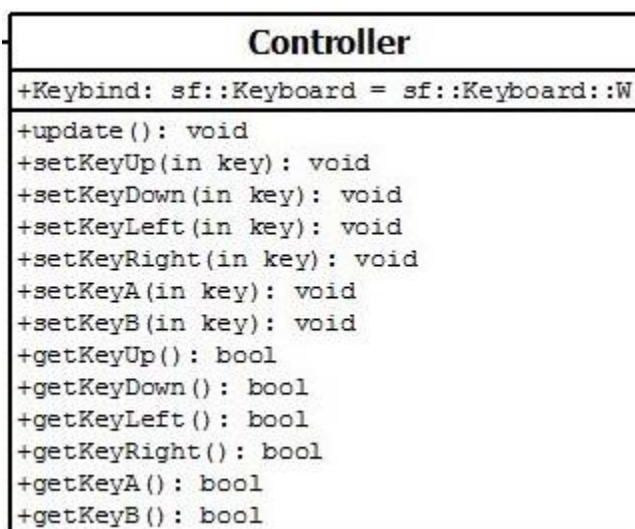 Controller
+Keybind: sf::Keyboard = sf::Keyboard::W
+update(): void
+setKeyUp(in key): void
+setKeyDown(in key): void
+setKeyLeft(in key): void
+setKeyRight(in key): void
+setKeyA(in key): void
+setKeyB(in key): void
+getKeyUp(): bool
+getKeyDown(): bool
+getKeyLeft(): bool
+getKeyRight(): bool
+getKeyA(): bool
+getKeyB(): bool